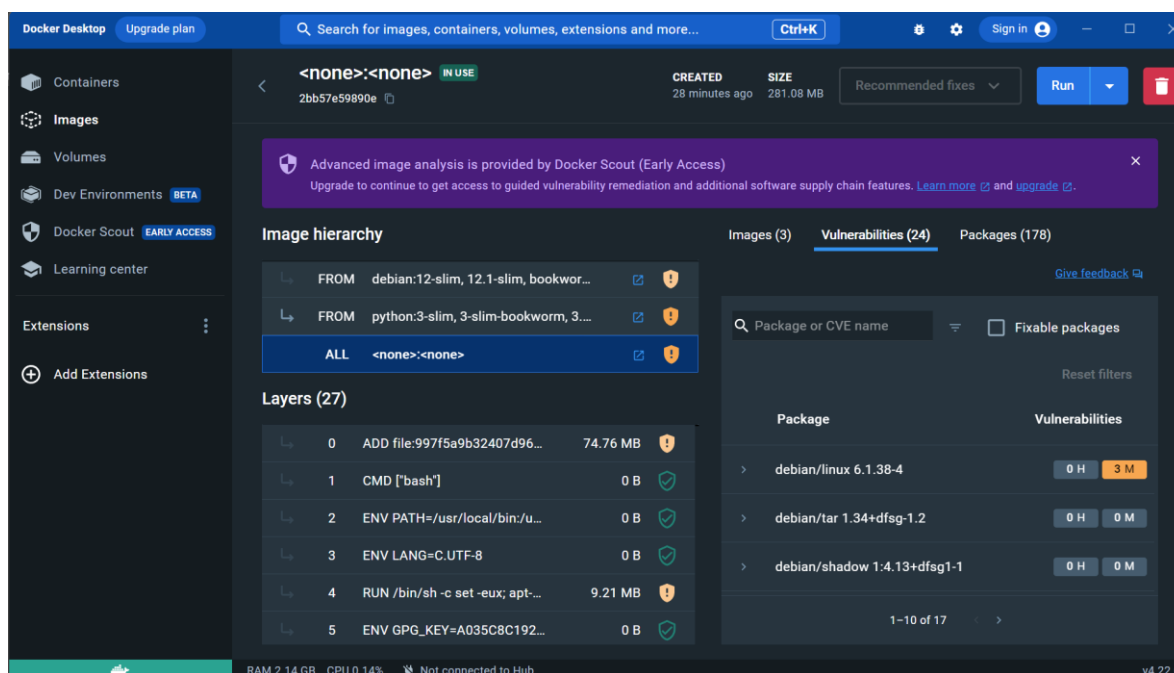 Docker Desktop Upgrade plan Search for images, containers, volumes, extensions and more... Ctrl+K Sign in
Containers
Images
Volumes
Dev Environments BETA
Docker Scout EARLY ACCESS
Learning center
Extensions
Add Extensions
<none>:<none> IN USE
2bb57e59890e
CREATED
28 minutes ago
SIZE
281.08 MB
Recommended fixes
Run
Advanced image analysis is provided by Docker Scout (Early Access)
Upgrade to continue to get access to guided vulnerability remediation and additional software supply chain features. Learn more and upgrade.
Image hierarchy
FROM debian:12-slim, 12.1-slim, bookwor...
FROM python:3-slim, 3-slim-bookworm, 3....
ALL <none>:<none>
Layers (27)
0 ADD file:997f5a9b32407d96... 74.76 MB
1 CMD ["bash"] 0 B
2 ENV PATH=/usr/local/bin:/u... 0 B
3 ENV LANG=C.UTF-8 0 B
4 RUN /bin/sh -c set -eux; apt-... 9.21 MB
5 ENV GPG_KEY=A035C8C192... 0 B
Images (3) Vulnerabilities (24) Packages (178)
Give feedback
Package or CVE name Fixable packages
Reset filters
Package Vulnerabilities
debian/linux 6.1.38-4 0 H 3 M
debian/tar 1.34+dfsg-1.2 0 H 0 M
debian/shadow 1:4.13+dfsg1-1 0 H 0 M
1–10 of 17
RAM 2.14 GB CPU 0.14% Not connected to Hub v4.22